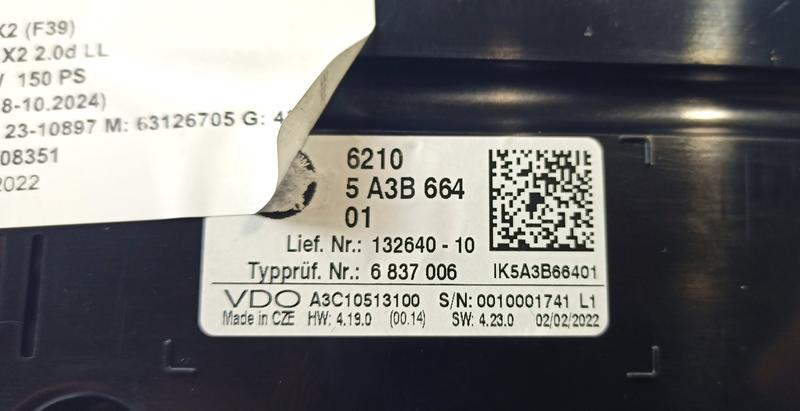 X2 (F39)
X2 2.0d LL
150 PS
8-10.2024)
23-10897 M: 63126705 G: 4
08351
2022
6210
5 A3B 664
01
Lief. Nr.: 132640 - 10
Typprüf. Nr.: 6 837 006
IK5A3B66401
VDO A3C10513100 S/N: 0010001741 L1
Made in CZE HW: 4.19.0 (00.14) SW: 4.23.0 02/02/2022